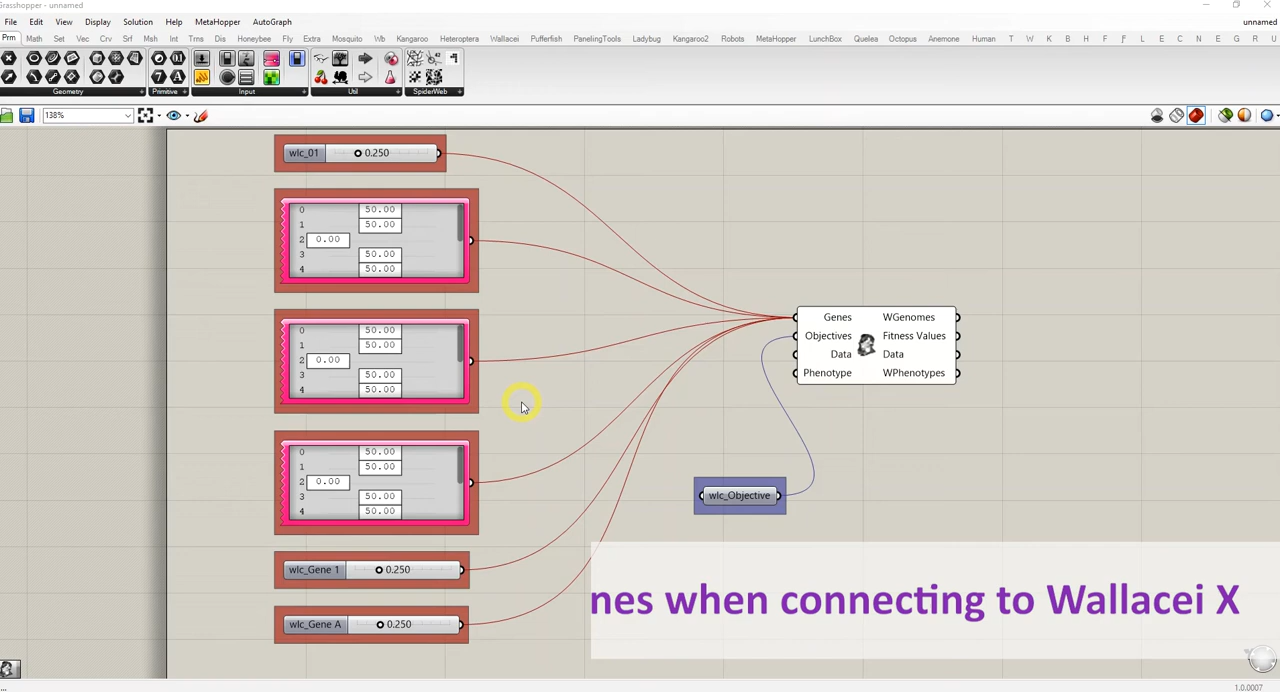 Grasshopper - unnamed
File Edit View Display Solution Help MetaHopper AutoGraph unnamed
Prm Math Set Vec Crv Srf Msh Int Trns Dis Honeybee Mosquito Wb Fly Extra Kangaroo Heteroptera Wallacei Pufferfish PanelingTools Ladybug Kangaroo2 Robots MetaHopper LunchBox Quelea Octopus Anemone Human T W K B H F Ƒ L E C N E G R U
Geometry Primitive Input Util SpiderWeb
138%
wlc_01 0.250
0 50.00
1 50.00
2 0.00
3 50.00
4 50.00
Genes WGenomes
Objectives Fitness Values
Data Data
Phenotype WPhenotypes
0 50.00
1 50.00
2 0.00
3 50.00
4 50.00
0 50.00
1 50.00
2 0.00
3 50.00
4 50.00
wlc_Objective
wlc_Gene 1 0.250
wlc_Gene A 0.250
nes when connecting to Wallacei X
...
1.0.0007